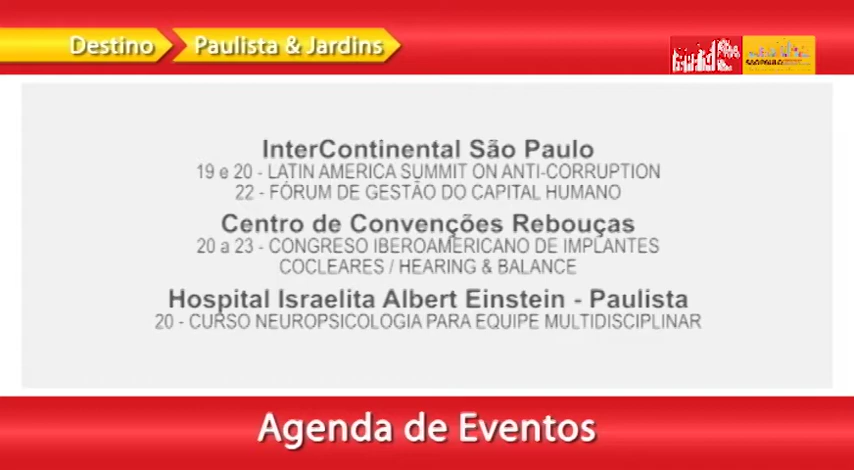 Destino
Paulista & Jardins
SÃO PAULO
InterContinental São Paulo
19 e 20 - LATIN AMERICA SUMMIT ON ANTI-CORRUPTION
22 - FÓRUM DE GESTÃO DO CAPITAL HUMANO
Centro de Convenções Rebouças
20 a 23 - CONGRESO IBEROAMERICANO DE IMPLANTES
COCLEARES / HEARING & BALANCE
Hospital Israelita Albert Einstein - Paulista
20 - CURSO NEUROPSICOLOGIA PARA EQUIPE MULTIDISCIPLINAR
Agenda de Eventos